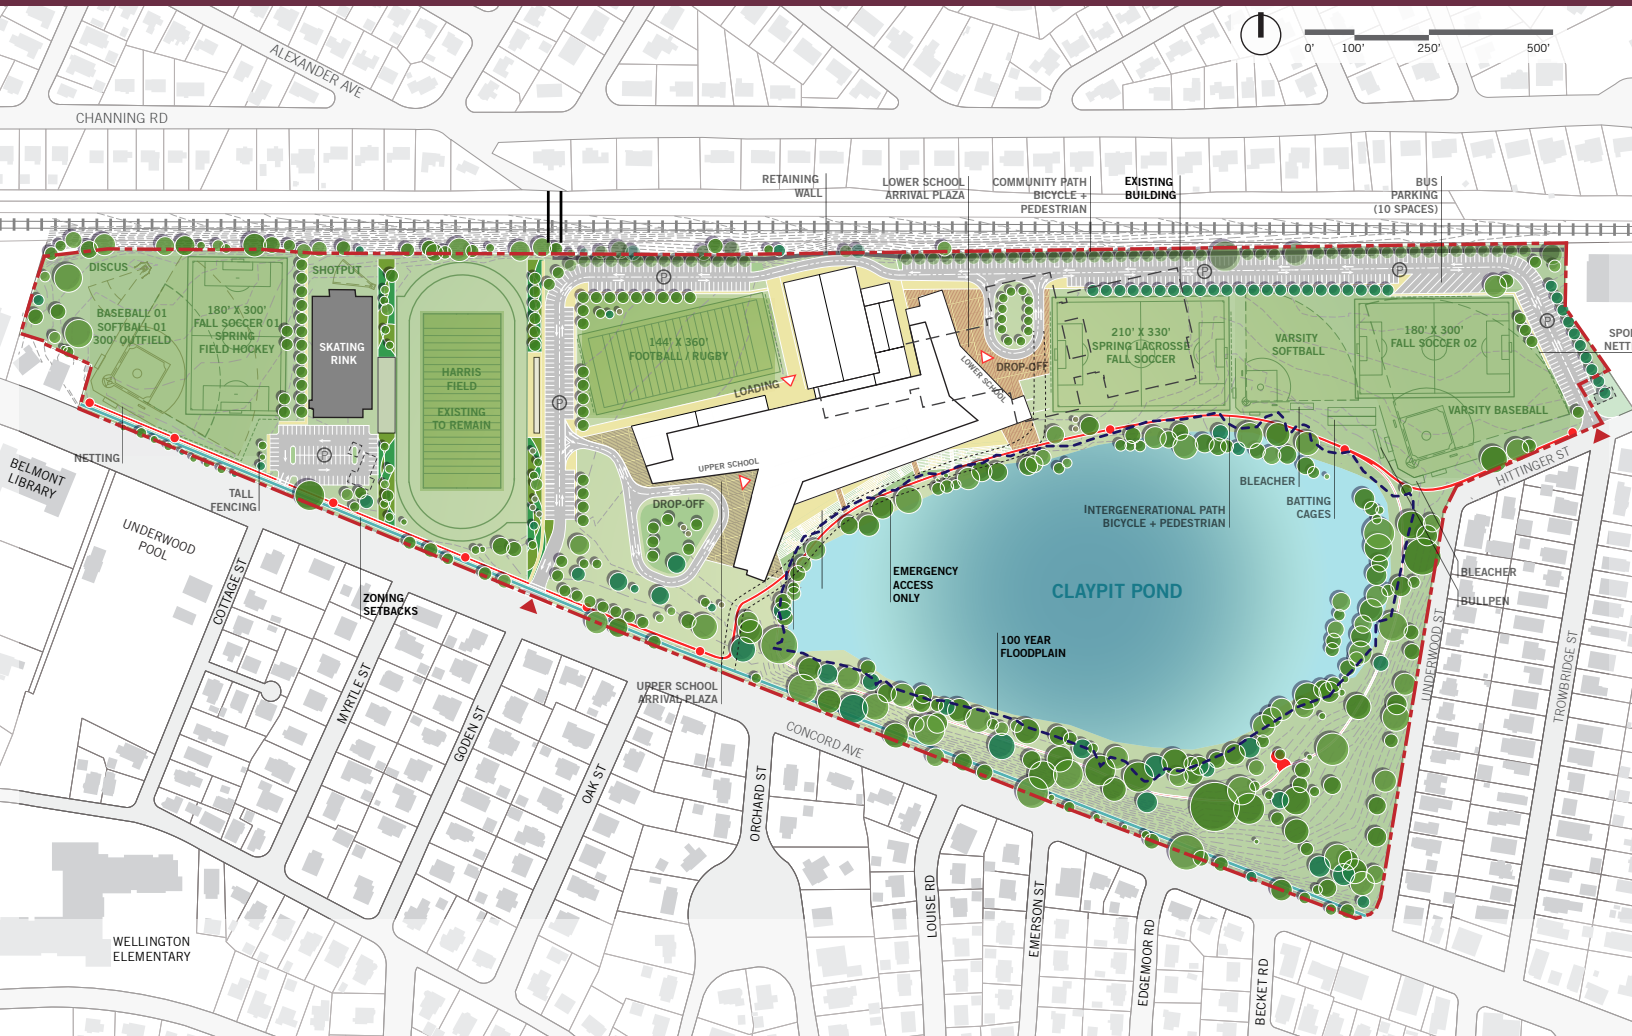 0'
100'
250'
500'
ALEXANDER AVE
CHANNING RD
RETAINING
WALL
LOWER SCHOOL
ARRIVAL PLAZA
COMMUNITY PATH
BICYCLE +
PEDESTRIAN
EXISTING
BUILDING
BUS
PARKING
(10 SPACES)
DISCUS
SHOTPUT
P
P
P
BASEBALL 01
SOFTBALL 01
300' OUTFIELD
180' X 300'
FALL SOCCER 01
SPRING
FIELD HOCKEY
SKATING
RINK
HARRIS
FIELD
EXISTING
TO REMAIN
144' X 360'
FOOTBALL / RUGBY
LOADING
LOWER SCHOOL
DROP-OFF
210' X 330'
SPRING LACROSSE
FALL SOCCER
VARSITY
SOFTBALL
180' X 300'
FALL SOCCER 02
P
P
VARSITY BASEBALL
NETTING
P
TALL
FENCING
UPPER SCHOOL
DROP-OFF
BLEACHER
BATTING
CAGES
HITTINGER ST
INTERGENERATIONAL PATH
BICYCLE + PEDESTRIAN
BELMONT
LIBRARY
UNDERWOOD
POOL
COTTAGE ST
ZONING
SETBACKS
EMERGENCY
ACCESS
ONLY
CLAYPIT POND
BLEACHER
BULLPEN
100 YEAR
FLOODPLAIN
UNDERWOOD ST
TROWBRIDGE ST
UPPER SCHOOL
ARRIVAL PLAZA
MYRTLE ST
GODEN ST
OAK ST
CONCORD AVE
ORCHARD ST
LOUISE RD
EMERSON ST
EDGEMOOR RD
BECKET RD
WELLINGTON
ELEMENTARY